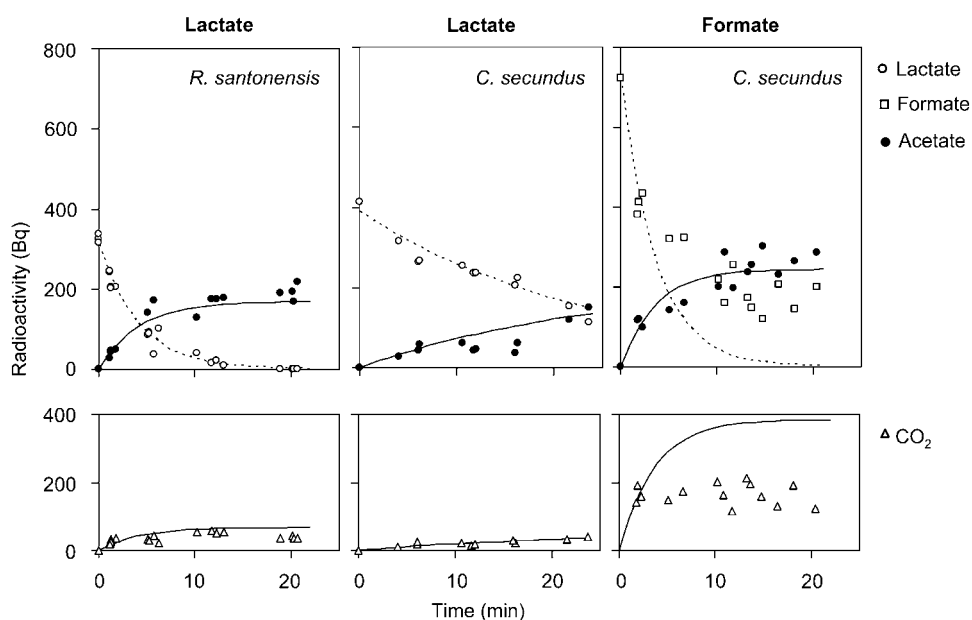 Lactate Lactate Formate
800
R. santonensis C. secundus C. secundus
Lactate
Formate
Acetate
600
400
200
0
Radioactivity (Bq)
400
CO2
200
0
0 10 20 0 10 20 0 10 20
Time (min)